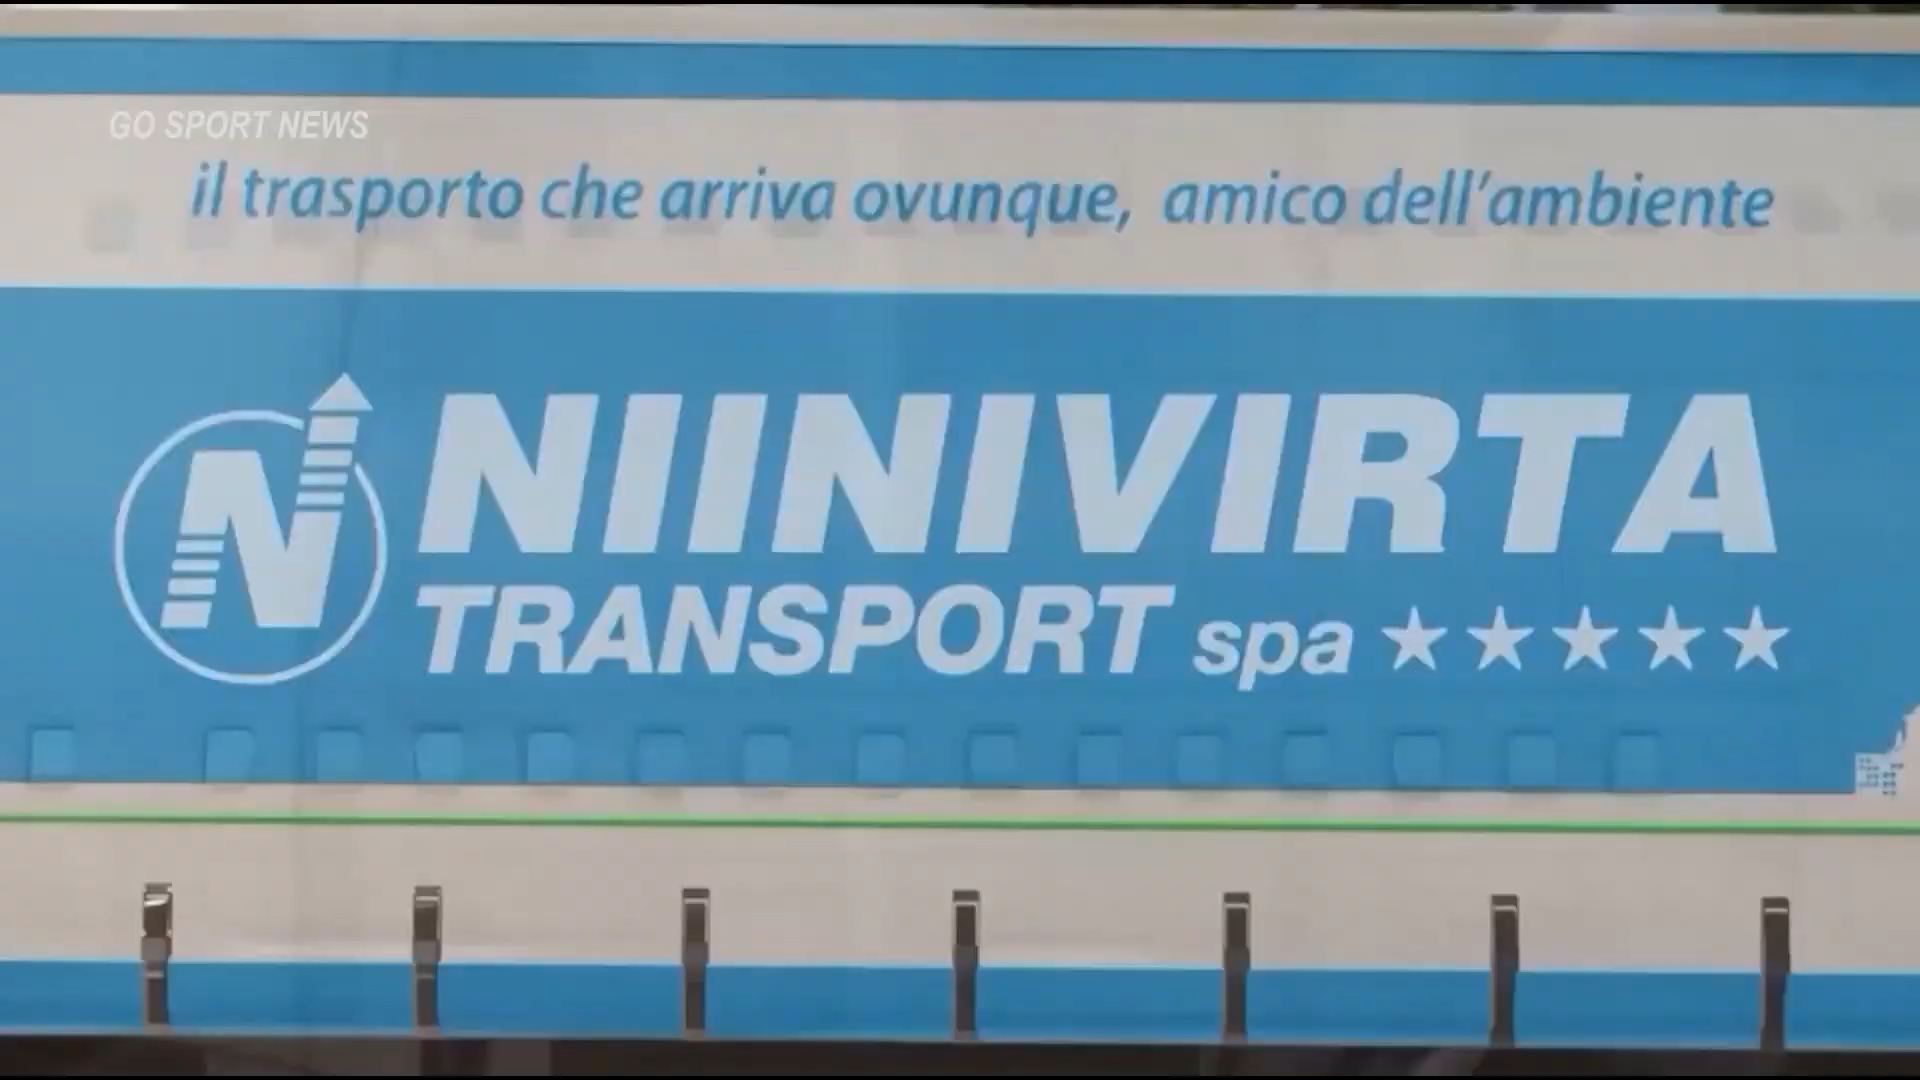 GO SPORT NEWS
il trasporto che arriva ovunque, amico dell'ambiente
N NIINIVIRTA
TRANSPORT spa ★★★★★